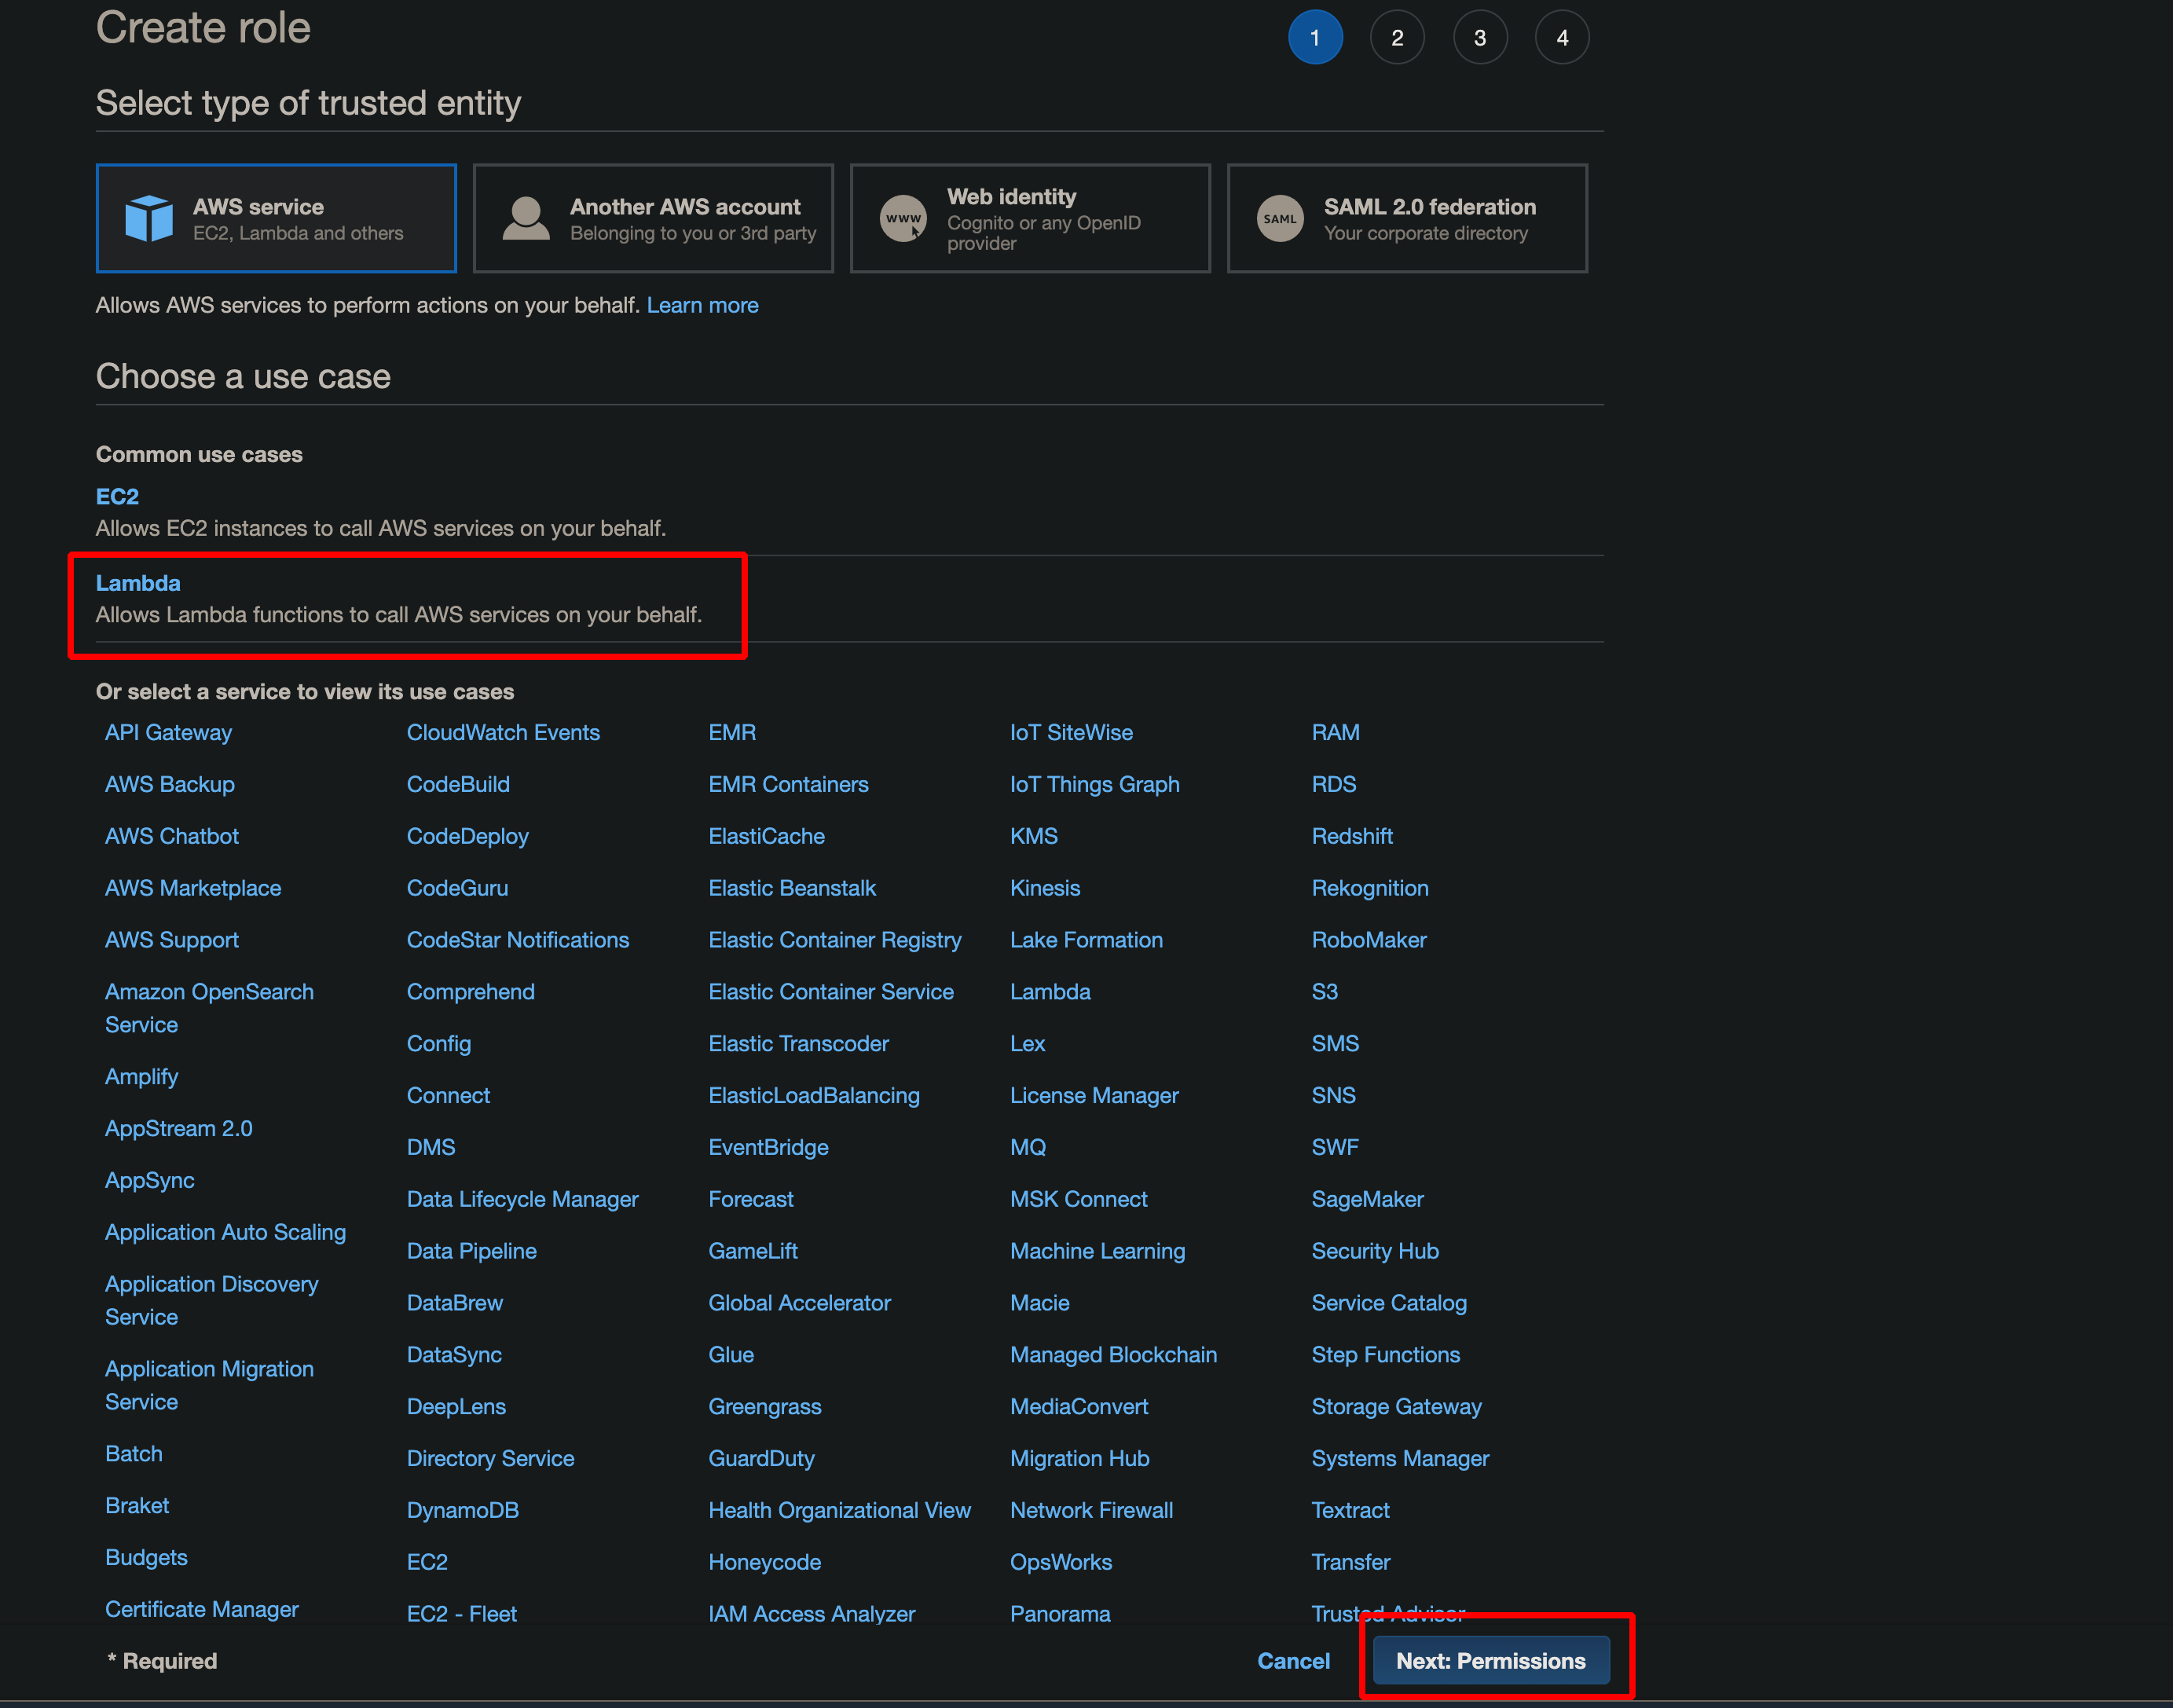 Create role
1 2 3 4
Select type of trusted entity
AWS service
EC2, Lambda and others
Another AWS account
Belonging to you or 3rd party
www
Web identity
Cognito or any OpenID
provider
SAML
SAML 2.0 federation
Your corporate directory
Allows AWS services to perform actions on your behalf. Learn more
Choose a use case
Common use cases
EC2
Allows EC2 instances to call AWS services on your behalf.
Lambda
Allows Lambda functions to call AWS services on your behalf.
Or select a service to view its use cases
API Gateway
AWS Backup
AWS Chatbot
AWS Marketplace
AWS Support
Amazon OpenSearch
Service
Amplify
AppStream 2.0
AppSync
Application Auto Scaling
Application Discovery
Service
Application Migration
Service
Batch
Braket
Budgets
Certificate Manager
CloudWatch Events
CodeBuild
CodeDeploy
CodeGuru
CodeStar Notifications
Comprehend
Config
Connect
DMS
Data Lifecycle Manager
Data Pipeline
DataBrew
DataSync
DeepLens
Directory Service
DynamoDB
EC2
EC2 - Fleet
EMR
EMR Containers
ElastiCache
Elastic Beanstalk
Elastic Container Registry
Elastic Container Service
Elastic Transcoder
ElasticLoadBalancing
EventBridge
Forecast
GameLift
Global Accelerator
Glue
Greengrass
GuardDuty
Health Organizational View
Honeycode
IAM Access Analyzer
IoT SiteWise
IoT Things Graph
KMS
Kinesis
Lake Formation
Lambda
Lex
License Manager
MQ
MSK Connect
Machine Learning
Macie
Managed Blockchain
MediaConvert
Migration Hub
Network Firewall
OpsWorks
Panorama
RAM
RDS
Redshift
Rekognition
RoboMaker
S3
SMS
SNS
SWF
SageMaker
Security Hub
Service Catalog
Step Functions
Storage Gateway
Systems Manager
Textract
Transfer
Trusted Advisor
* Required
Cancel
Next: Permissions